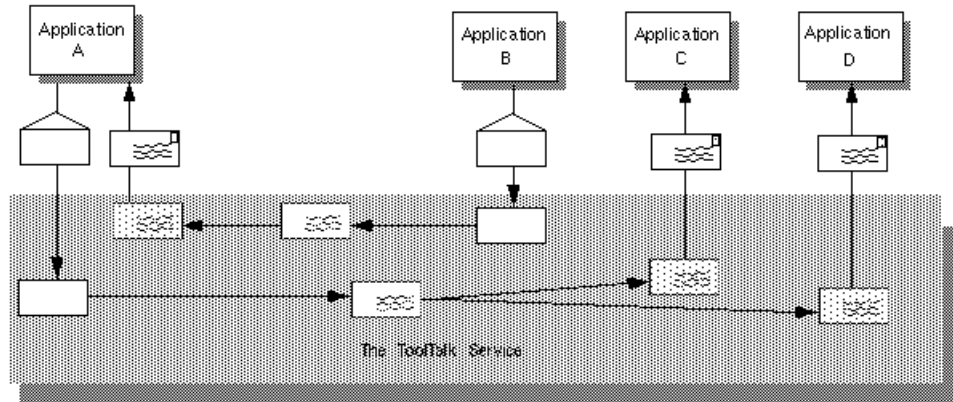 Application
A
Application
B
Application
C
Application
D
The ToolTalk Service